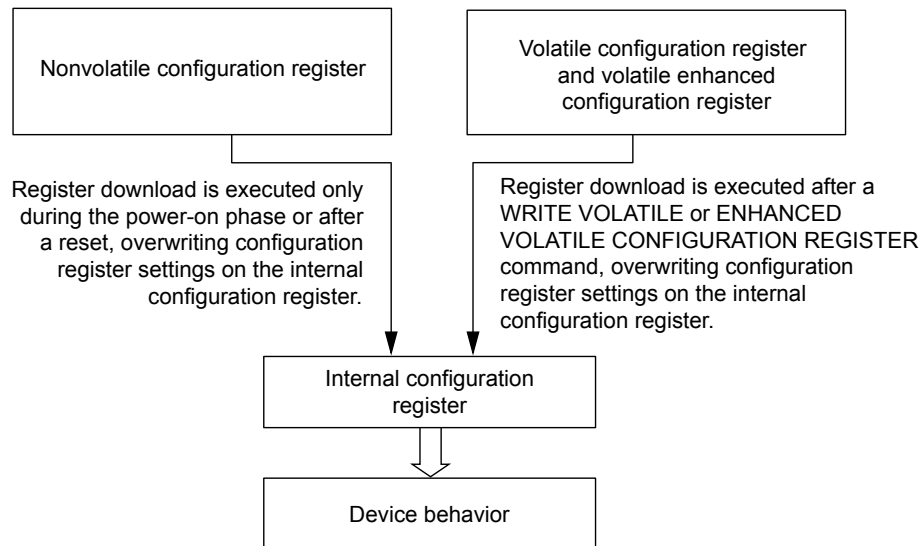 Nonvolatile configuration register
Volatile configuration register
and volatile enhanced
configuration register
Register download is executed only
during the power-on phase or after
a reset, overwriting configuration
register settings on the internal
configuration register.
Register download is executed after a
WRITE VOLATILE or ENHANCED
VOLATILE CONFIGURATION REGISTER
command, overwriting configuration
register settings on the internal
configuration register.
Internal configuration
register
Device behavior